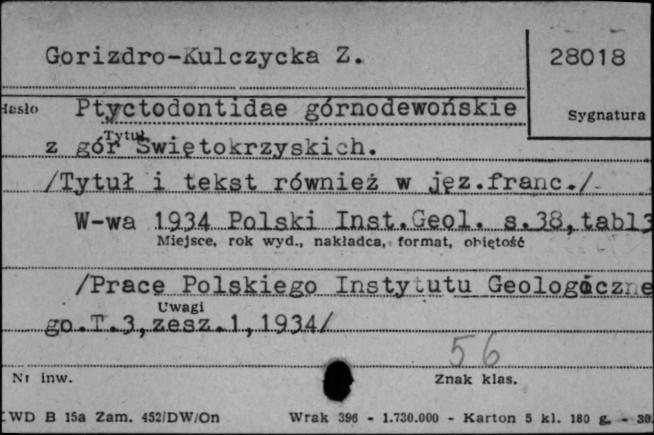 Gorizdro-Kulczycka Z.
28018
Hasło Ptyctodontidae górnodewońskie
Sygnatura
Tytuł
z gór Świętokrzyskich.
/Tytuł i tekst również w jęz.franc./
W-wa 1934 Polski Inst.Geol. s.38,tabl3
Miejsce, rok wyd., nakładca, format, objętość
/Prace Polskiego Instytutu Geologiczne
Uwagi
go.T.3,zesz.1,1934/
56
Nr inw.
Znak klas.
ZWD B 15a Zam. 452/DW/On Wrak 396 - 1.730.000 - Karton 5 kl. 180 g. - 30.